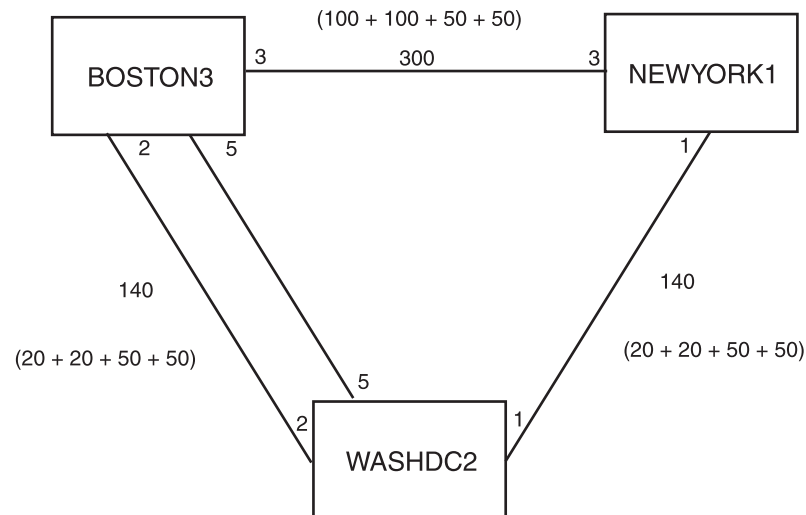 (100 + 100 + 50 + 50)
BOSTON3
3
300
3
NEWYORK1
2
5
1
140
140
(20 + 20 + 50 + 50)
(20 + 20 + 50 + 50)
5
2
1
WASHDC2